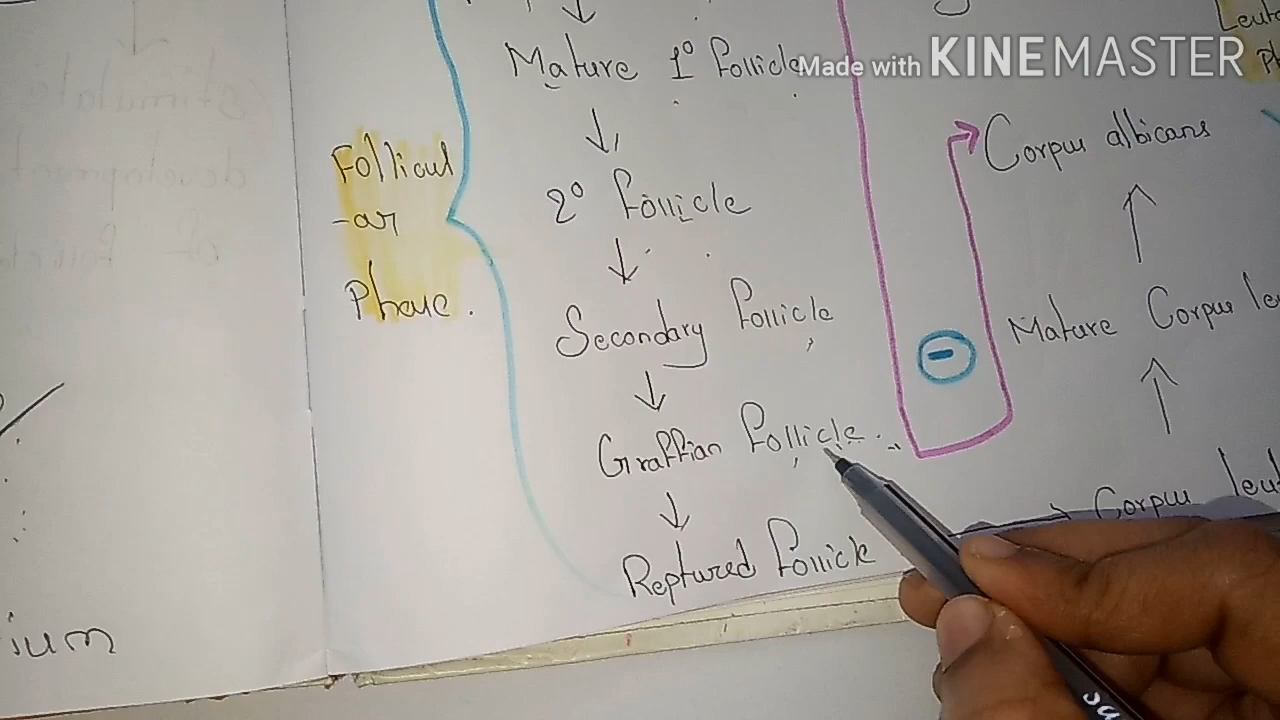 Mature 1° Follicle
Made with KINEMASTER
Follicul
-ar
Phase.
2° Follicle
Secondary Follicle
Graffian Follicle
↓
Reptured Follicle
Corpus albicans
Mature Corpus
Corpus
ium